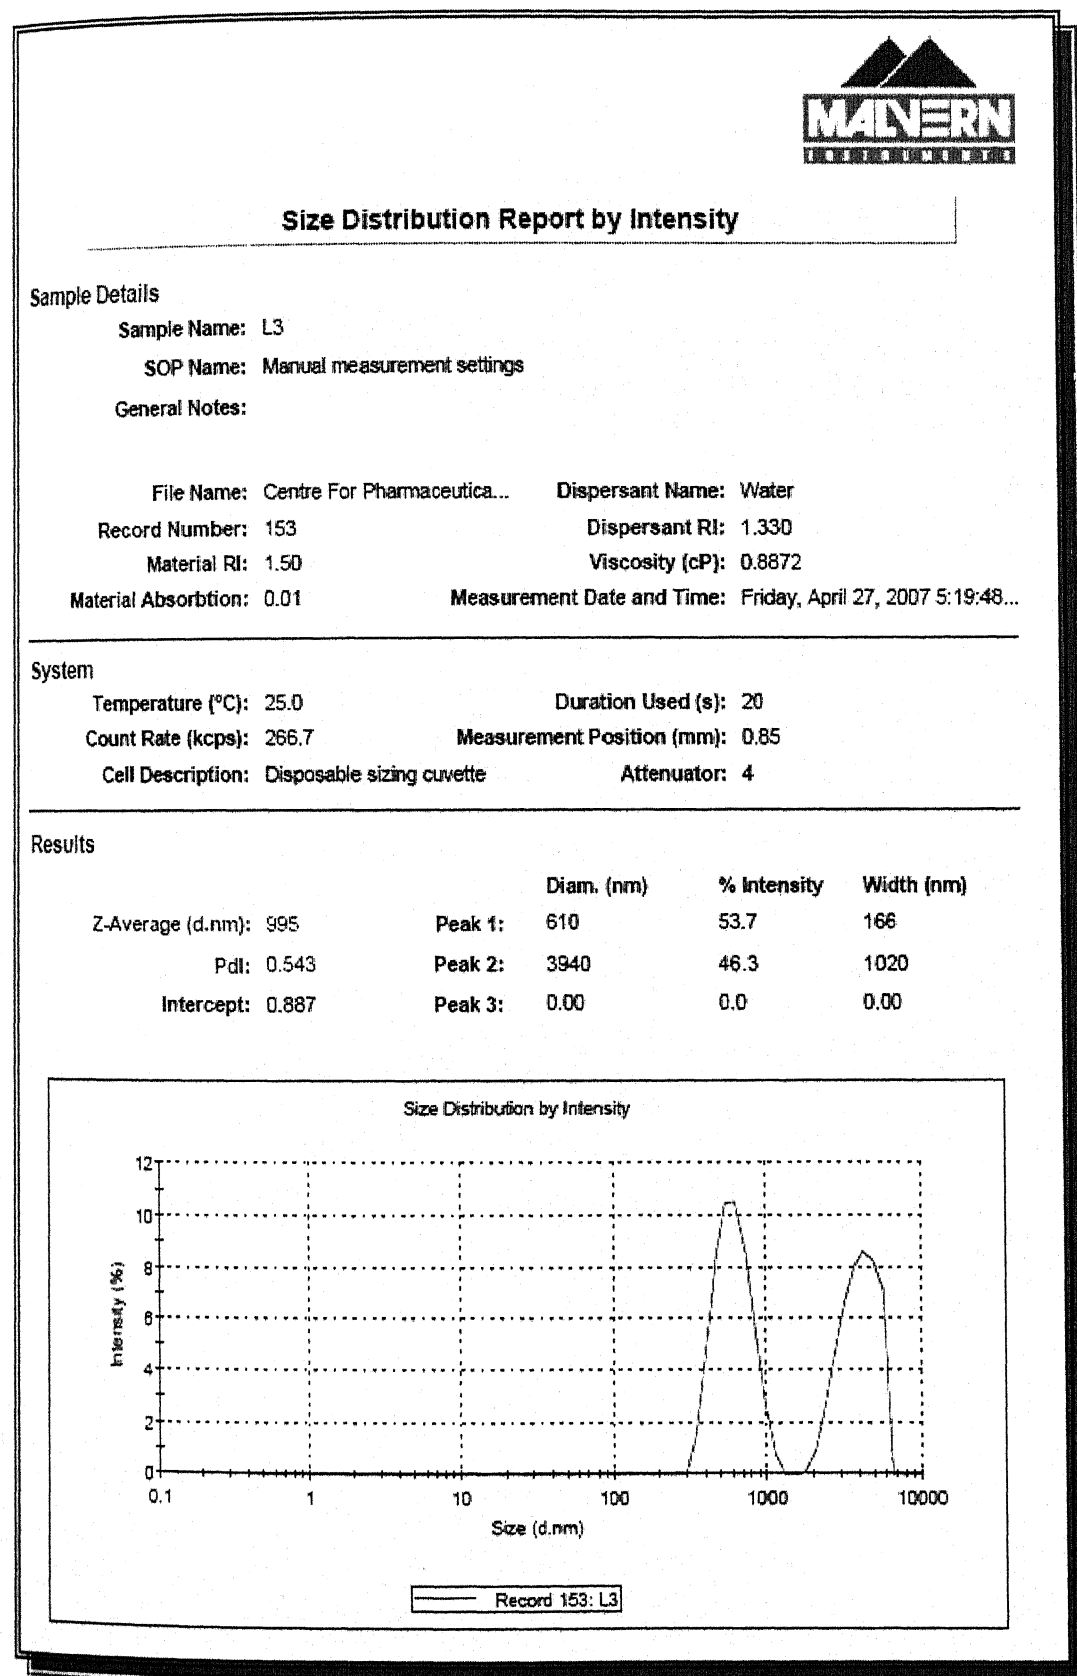 MALVERN
INSTRUMENTS
Size Distribution Report by Intensity
Sample Details
Sample Name: L3
SOP Name: Manual measurement settings
General Notes:
File Name: Centre For Pharmaceutica... Dispersant Name: Water
Record Number: 153 Dispersant RI: 1.330
Material RI: 1.50 Viscosity (cP): 0.8872
Material Absorbtion: 0.01 Measurement Date and Time: Friday, April 27, 2007 5:19:48...
System
Temperature (ºC): 25.0 Duration Used (s): 20
Count Rate (kcps): 266.7 Measurement Position (mm): 0.85
Cell Description: Disposable sizing cuvette Attenuator: 4
Results
Diam. (nm) % Intensity Width (nm)
Z-Average (d.nm): 995 Peak 1: 610 53.7 166
PdI: 0.543 Peak 2: 3940 46.3 1020
Intercept: 0.887 Peak 3: 0.00 0.0 0.00
Size Distribution by Intensity
12
10
8
6
4
2
0
Intensity (%)
0.1 1 10 100 1000 10000
Size (d.nm)
Record 153: L3